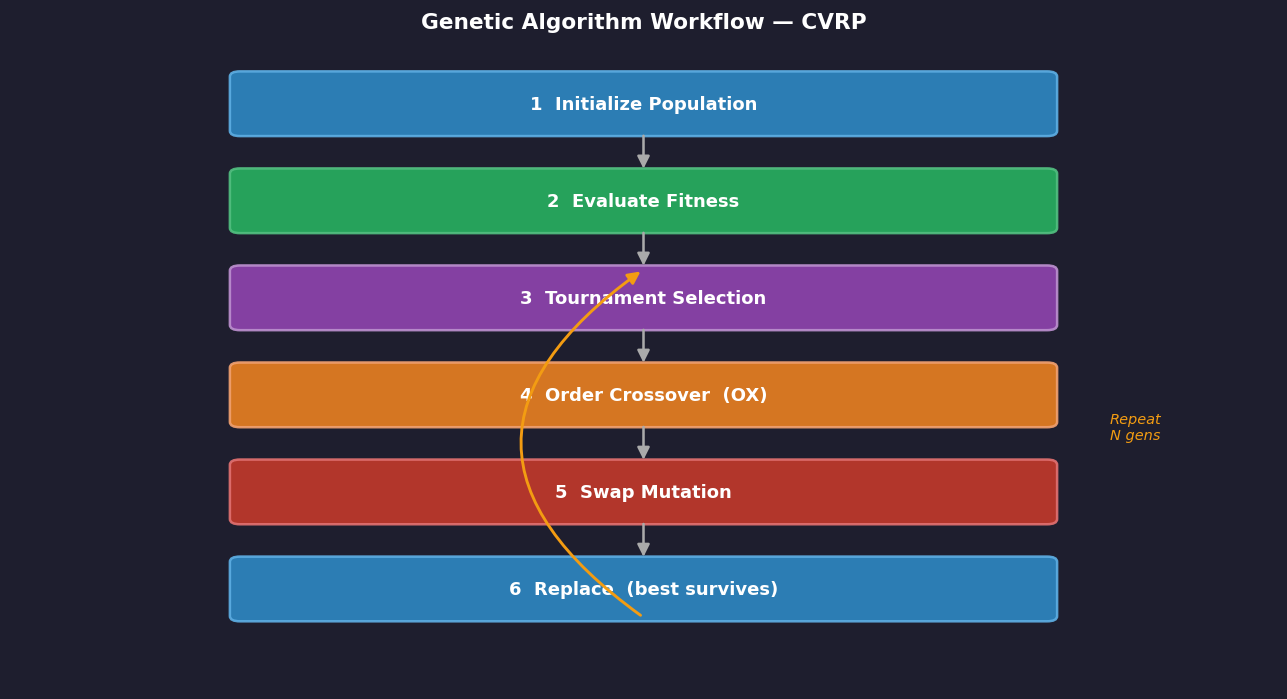 Genetic Algorithm Workflow — CVRP
1  Initialize Population
2  Evaluate Fitness
3  Tournament Selection
4  Order Crossover  (OX)
Repeat
N gens
5  Swap Mutation
6  Replace  (best survives)